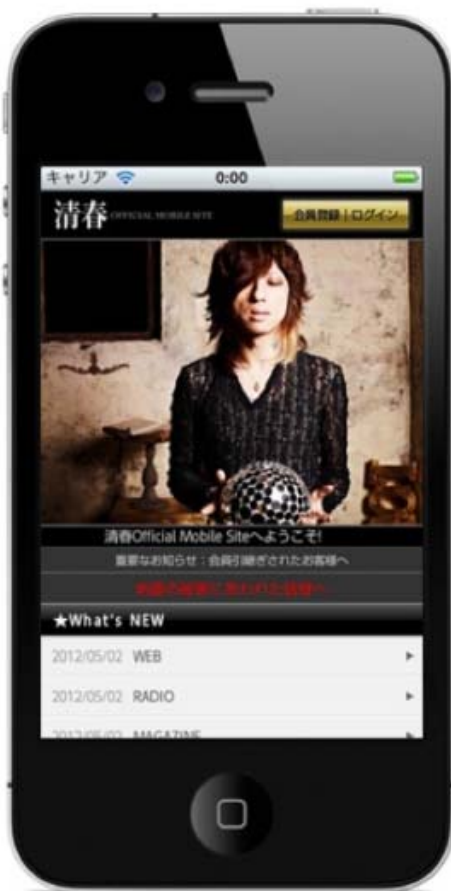 キャリア 0:00
清春 OFFICIAL MOBILE SITE 会員登録 | ログイン
清春Official Mobile Siteへようこそ!
重要なお知らせ：会員引継ぎされたお客様へ
★What's NEW
2012/05/02 WEB
2012/05/02 RADIO
2012/05/02 MAGAZINE